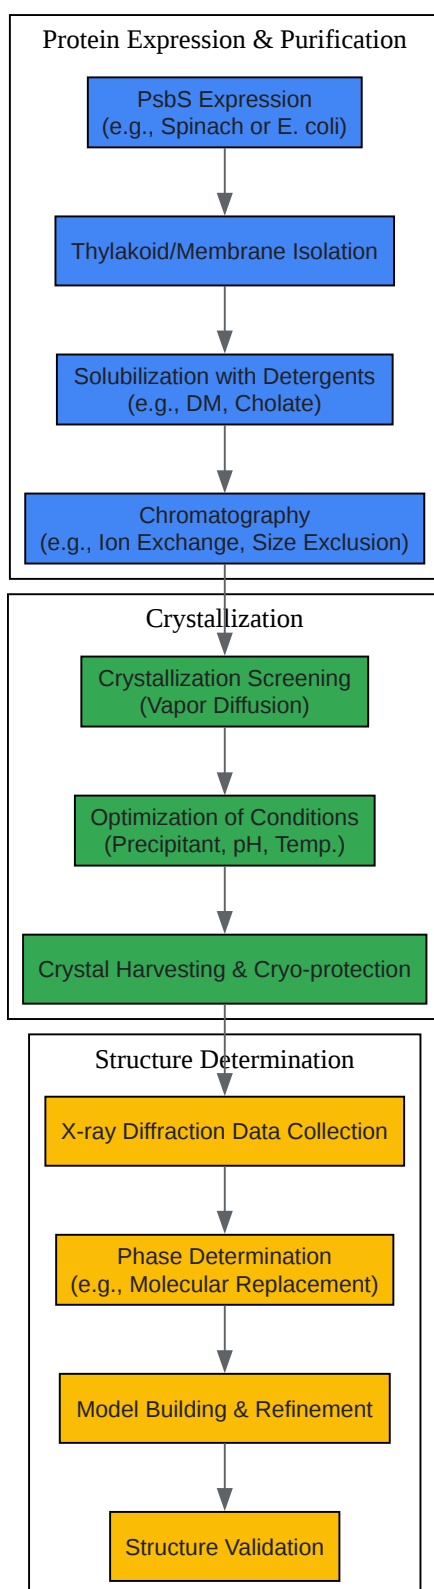 Protein Expression & Purification
PsbS Expression
(e.g., Spinach or E. coli)
Thylakoid/Membrane Isolation
Solubilization with Detergents
(e.g., DM, Cholate)
Chromatography
(e.g., Ion Exchange, Size Exclusion)
Crystallization
Crystallization Screening
(Vapor Diffusion)
Optimization of Conditions
(Precipitant, pH, Temp.)
Crystal Harvesting & Cryo-protection
Structure Determination
X-ray Diffraction Data Collection
Phase Determination
(e.g., Molecular Replacement)
Model Building & Refinement
Structure Validation